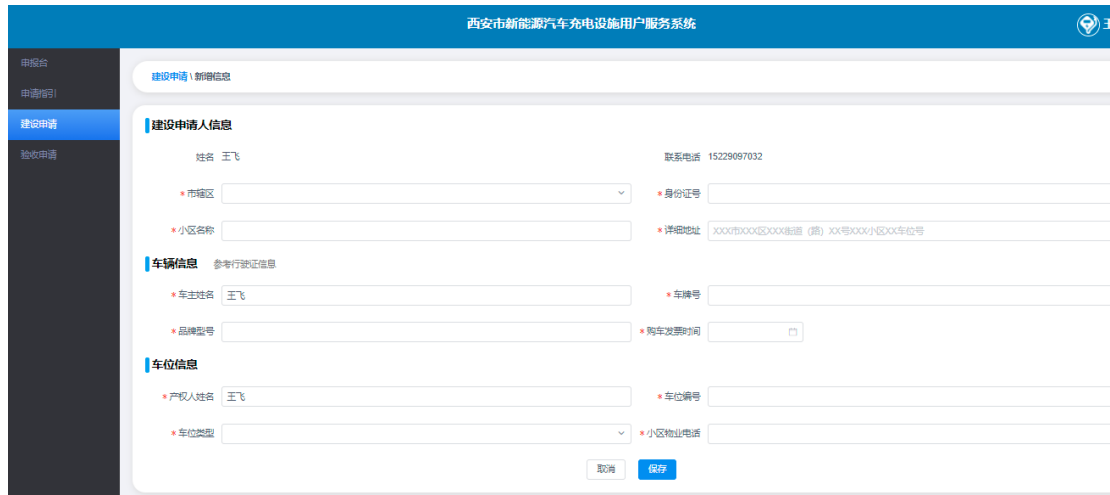 西安市新能源汽车充电设施用户服务系统
申报台
申请指引
建设申请
验收申请
建设申请 \ 新增信息
建设申请人信息
姓名 王飞 联系电话 15229097032
* 市辖区 * 身份证号
* 小区名称 * 详细地址 XXX市XXX区XXX街道（路）XX号XXX小区XX车位号
车辆信息 参考行驶证信息
* 车主姓名 王飞 * 车牌号
* 品牌型号 * 购车发票时间
车位信息
* 产权人姓名 王飞 * 车位编号
* 车位类型 * 小区物业电话
取消 保存